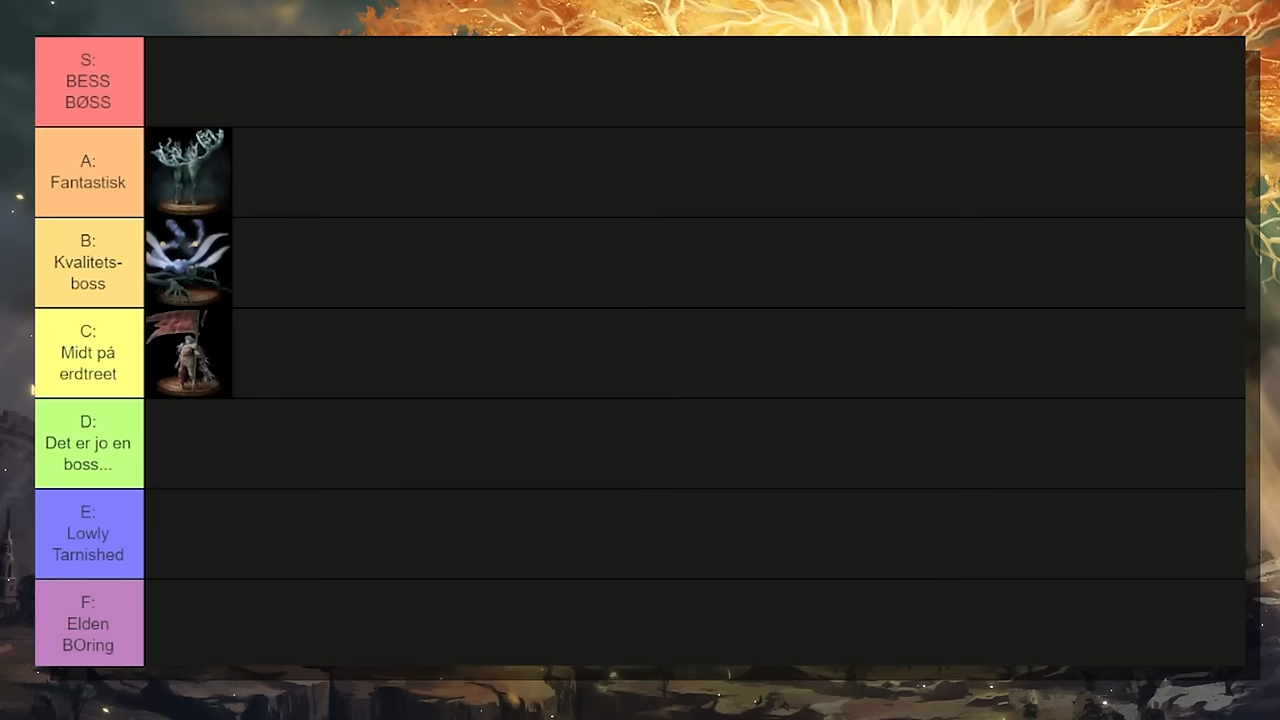 S:
BESS
BØSS
A:
Fantastisk
B:
Kvalitets-
boss
C:
Midt på
erdtreet
D:
Det er jo en
boss...
E:
Lowly
Tarnished
F:
Elden
BOring